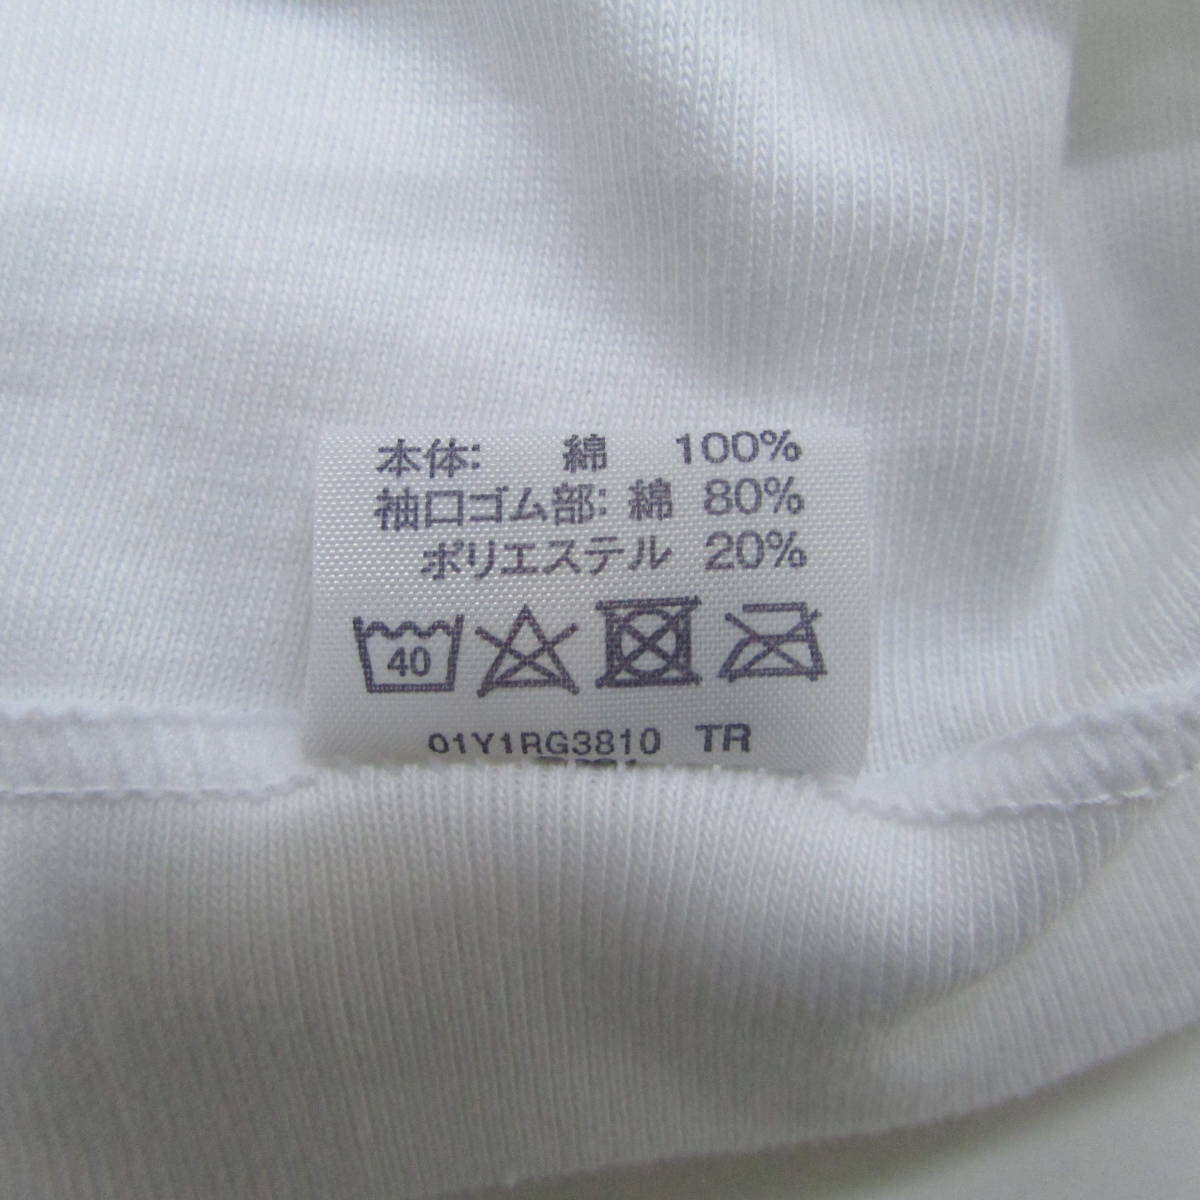 本体: 綿 100%
袖口ゴム部: 綿 80%
ポリエステル 20%
40
01Y1RG3810 TR